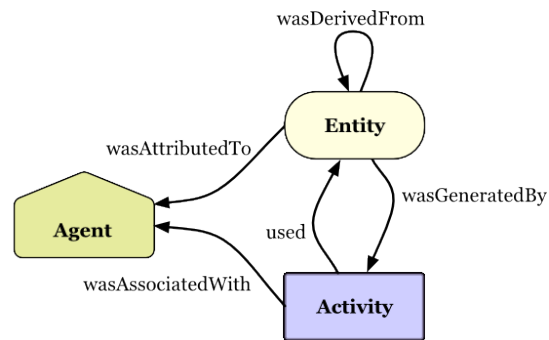 wasDerivedFrom
Entity
wasAttributedTo
wasGeneratedBy
Agent
used
wasAssociatedWith
Activity